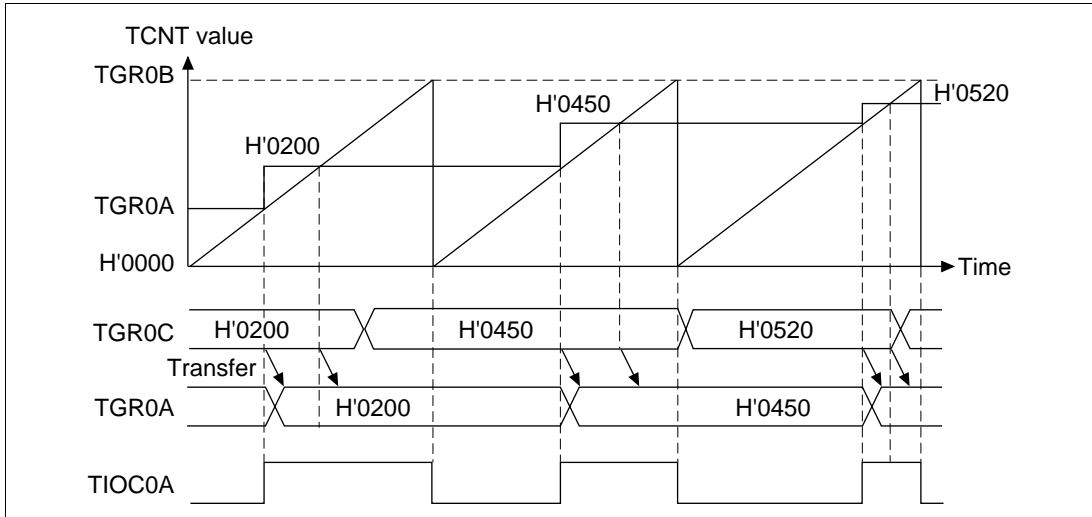 TCNT value
TGR0B
H'0520
H'0450
H'0200
TGR0A
H'0000
Time
TGR0C
H'0200
H'0450
H'0520
Transfer
TGR0A
H'0200
H'0450
TIOC0A